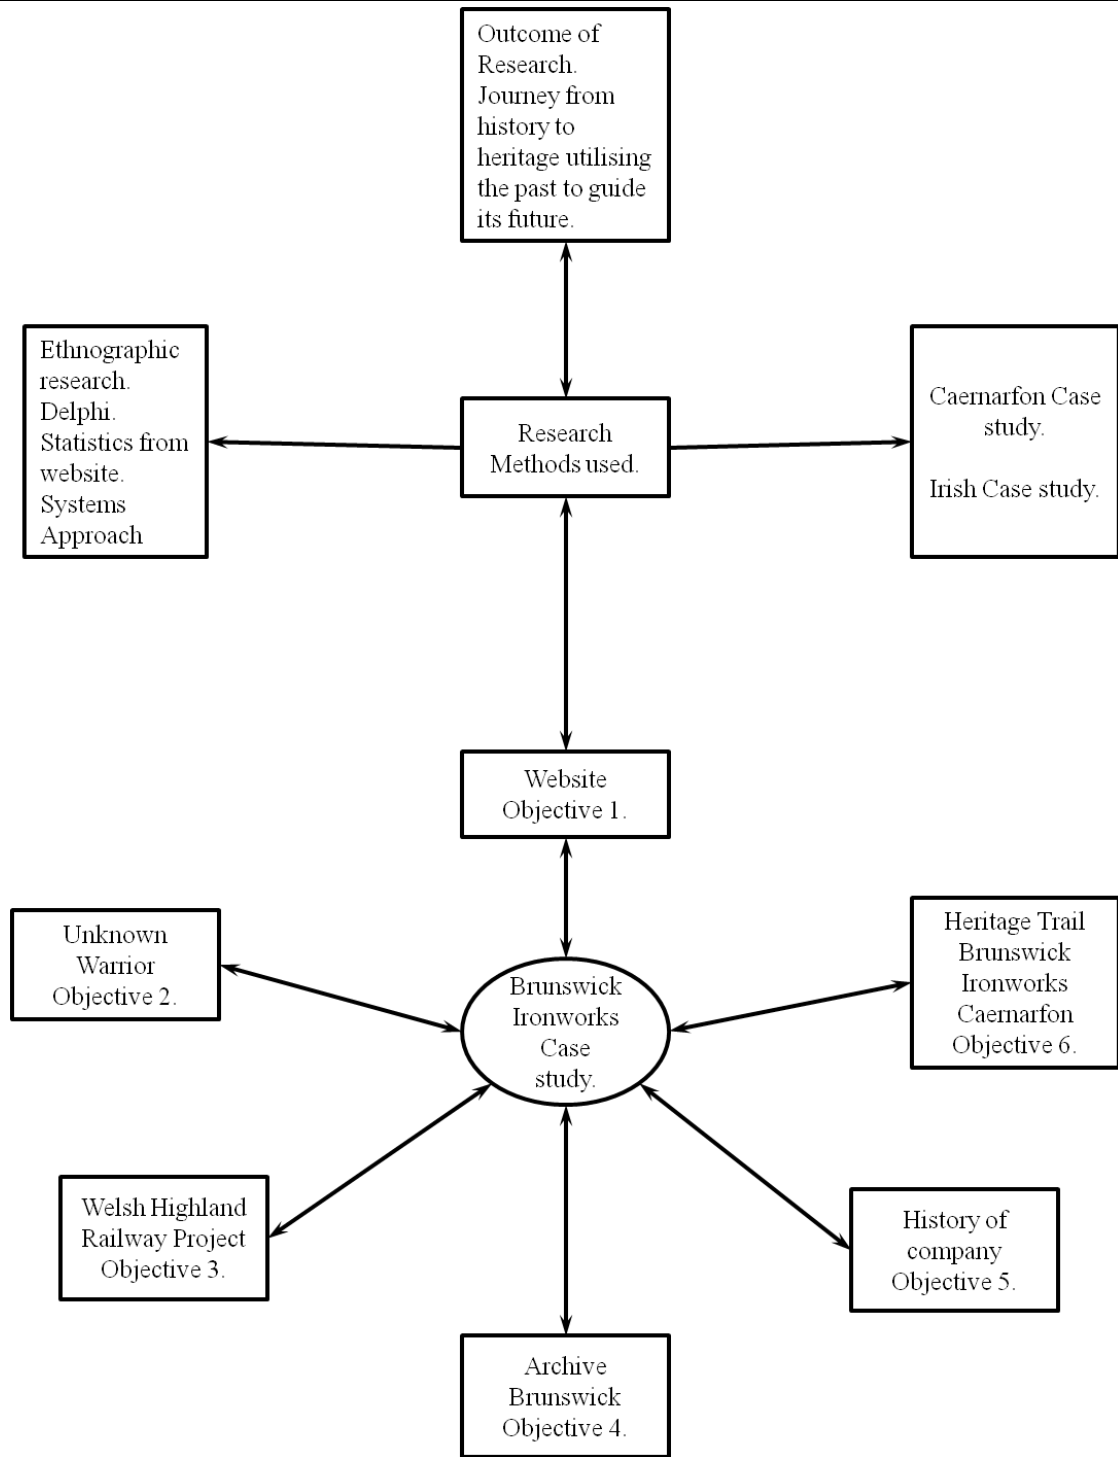 Outcome of
Research.
Journey from
history to
heritage utilising
the past to guide
its future.
Ethnographic
research.
Delphi.
Statistics from
website.
Systems
Approach
Research
Methods used.
Caernarfon Case
study.
Irish Case study.
Website
Objective 1.
Unknown
Warrior
Objective 2.
Brunswick
Ironworks
Case
study.
Heritage Trail
Brunswick
Ironworks
Caernarfon
Objective 6.
Welsh Highland
Railway Project
Objective 3.
History of
company
Objective 5.
Archive
Brunswick
Objective 4.